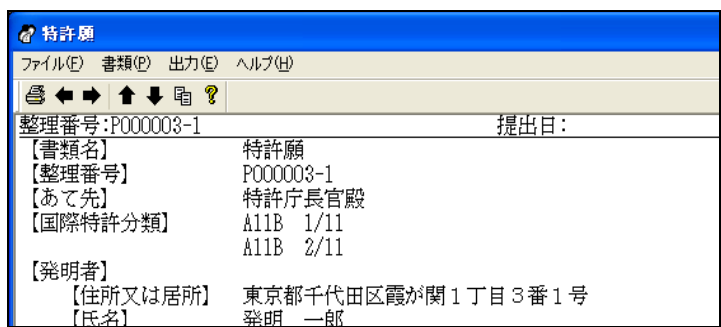 特許願
ファイル(F) 書類(P) 出力(E) ヘルプ(H)
整理番号:P000003-1 提出日:
【書類名】 特許願
【整理番号】 P000003-1
【あて先】 特許庁長官殿
【国際特許分類】 A11B 1/11
A11B 2/11
【発明者】
【住所又は居所】 東京都千代田区霞が関1丁目3番1号
【氏名】 発明 一郎